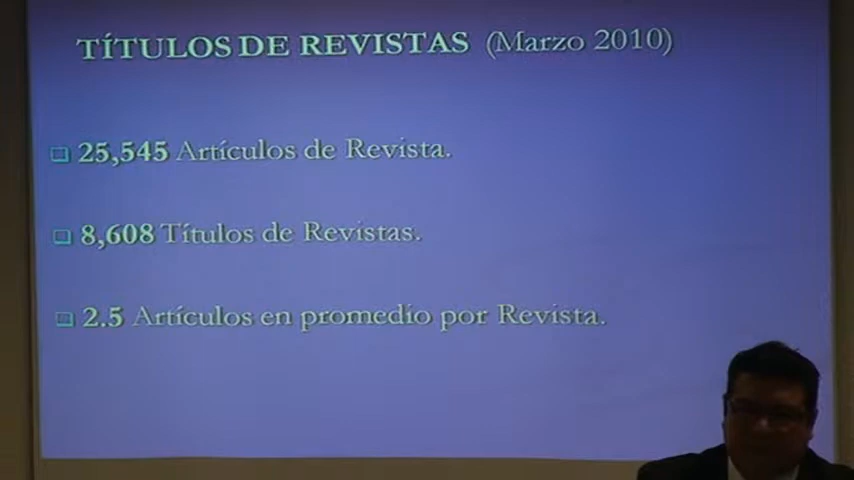 TÍTULOS DE REVISTAS (Marzo 2010)
25,545 Artículos de Revista.
8,608 Títulos de Revistas.
2.5 Artículos en promedio por Revista.